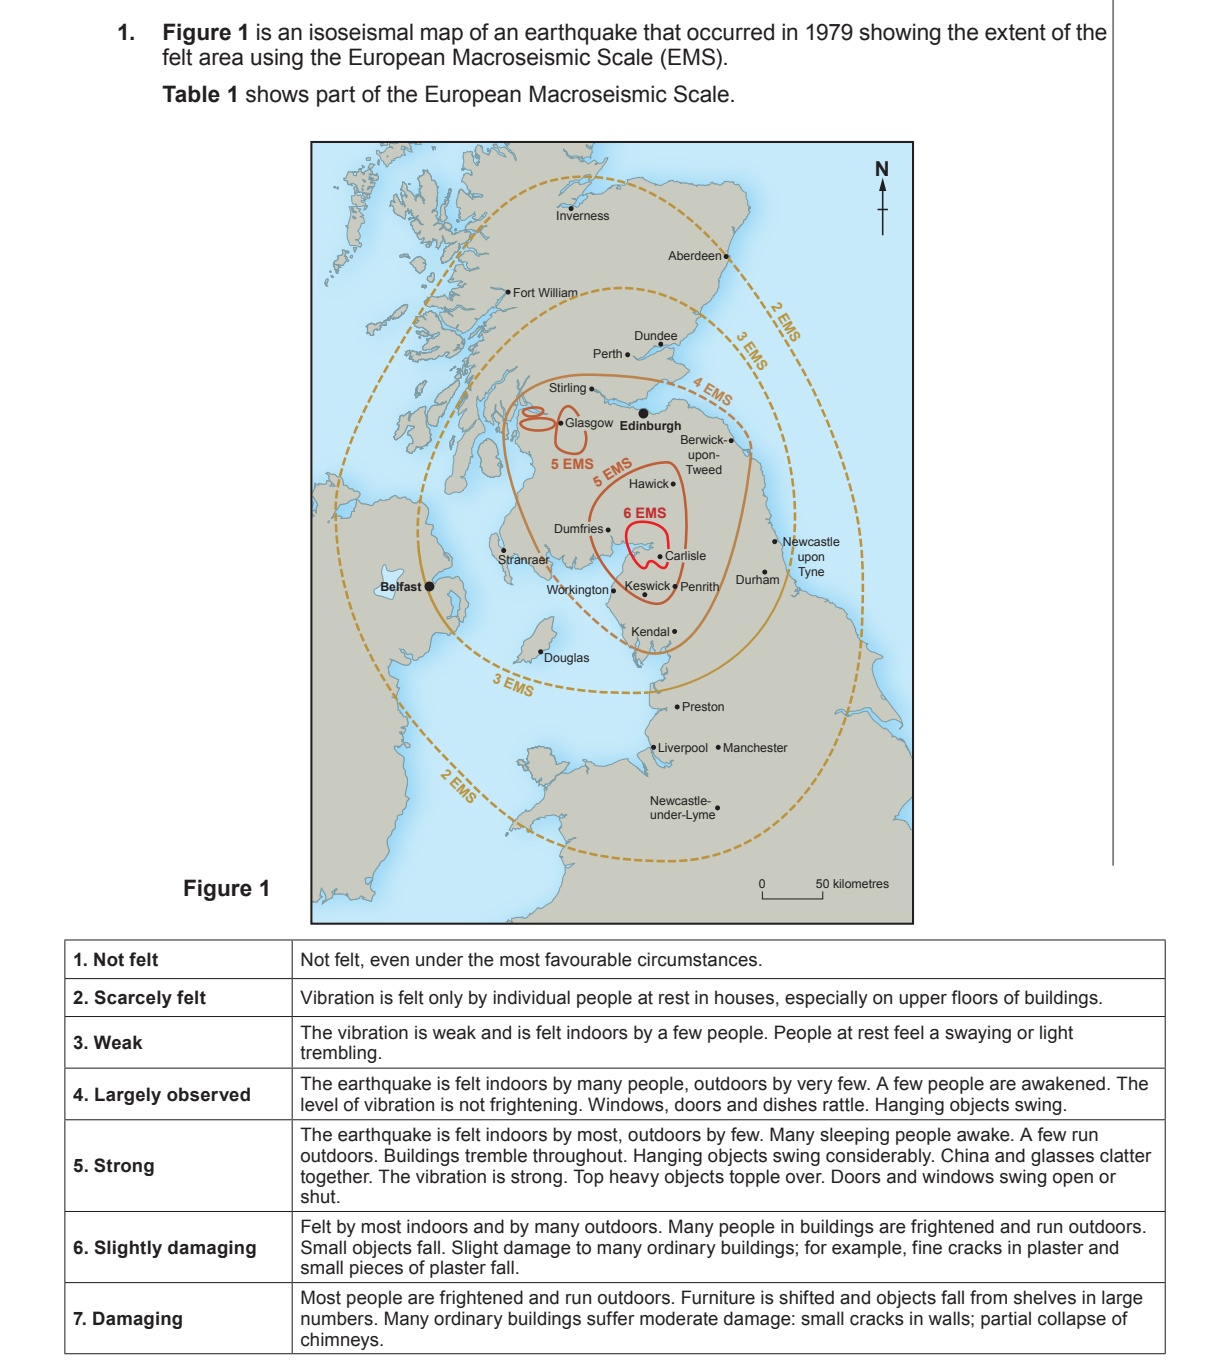 1. Figure 1 is an isoseismal map of an earthquake that occurred in 1979 showing the extent of the
felt area using the European Macroseismic Scale (EMS).
Table 1 shows part of the European Macroseismic Scale.
N
Inverness
Aberdeen
Fort William
2 EMS
Dundee
3 EMS
Perth
Stirling
4 EMS
Glasgow
Edinburgh
Berwick-
upon-
Tweed
5 EMS
5 EMS
Hawick
6 EMS
Dumfries
Newcastle
upon
Tyne
Carlisle
Stranraer
Durham
Belfast
Workington
Keswick
Penrith
Kendal
Douglas
3 EMS
Preston
Liverpool
Manchester
2 EMS
Newcastle-
under-Lyme
0 50 kilometres
Figure 1
1. Not felt
Not felt, even under the most favourable circumstances.
2. Scarcely felt
Vibration is felt only by individual people at rest in houses, especially on upper floors of buildings.
3. Weak
The vibration is weak and is felt indoors by a few people. People at rest feel a swaying or light
trembling.
4. Largely observed
The earthquake is felt indoors by many people, outdoors by very few. A few people are awakened. The
level of vibration is not frightening. Windows, doors and dishes rattle. Hanging objects swing.
5. Strong
The earthquake is felt indoors by most, outdoors by few. Many sleeping people awake. A few run
outdoors. Buildings tremble throughout. Hanging objects swing considerably. China and glasses clatter
together. The vibration is strong. Top heavy objects topple over. Doors and windows swing open or
shut.
6. Slightly damaging
Felt by most indoors and by many outdoors. Many people in buildings are frightened and run outdoors.
Small objects fall. Slight damage to many ordinary buildings; for example, fine cracks in plaster and
small pieces of plaster fall.
7. Damaging
Most people are frightened and run outdoors. Furniture is shifted and objects fall from shelves in large
numbers. Many ordinary buildings suffer moderate damage: small cracks in walls; partial collapse of
chimneys.